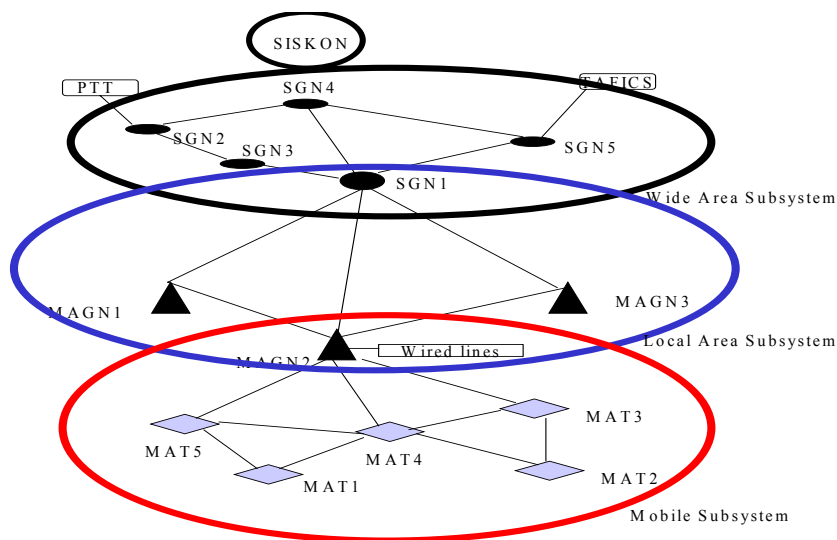 SISKON
PTT
SGN4
TAFICS
SGN2
SGN3
SGN5
SGN1
Wide Area Subsystem
MAGN1
MAGN3
Local Area Subsystem
MAGN2
Wired lines
MAT3
MAT5
MAT4
MAT1
MAT2
Mobile Subsystem